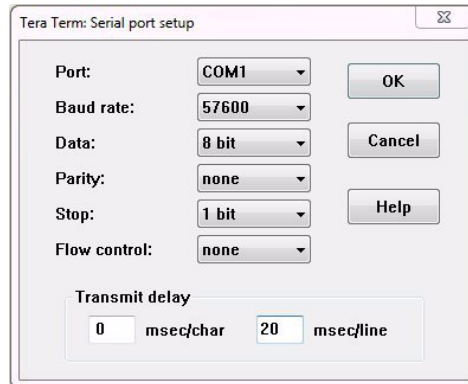 Tera Term: Serial port setup
Port: COM1 OK
Baud rate: 57600
Data: 8 bit Cancel
Parity: none
Stop: 1 bit Help
Flow control: none
Transmit delay
0 msec/char 20 msec/line